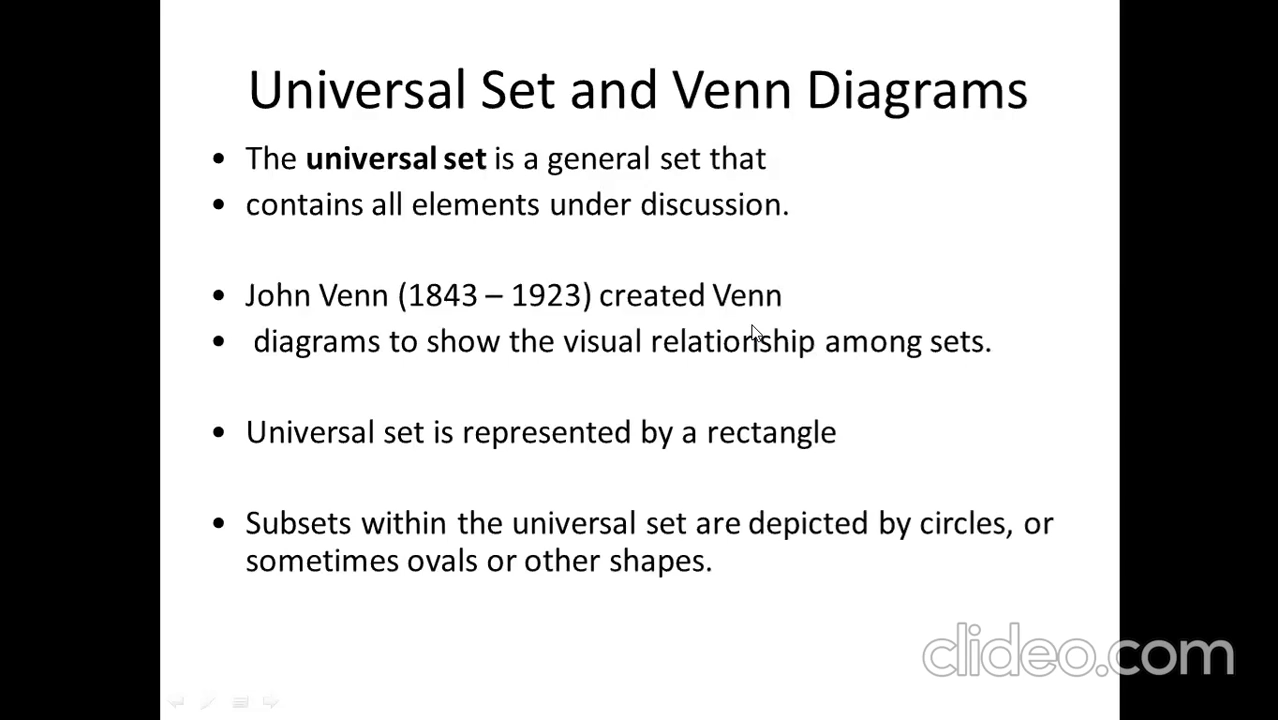 Universal Set and Venn Diagrams
• The universal set is a general set that
• contains all elements under discussion.
• John Venn (1843 – 1923) created Venn
• diagrams to show the visual relationship among sets.
• Universal set is represented by a rectangle
• Subsets within the universal set are depicted by circles, or
sometimes ovals or other shapes.
clideo.com